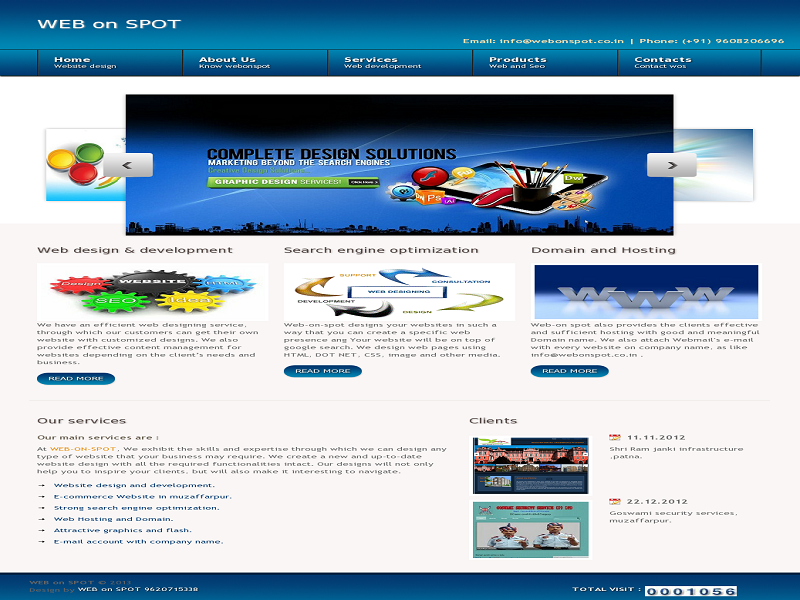 WEB on SPOT
Email: info@webonspot.co.in | Phone: (+91) 9608206696
Home
Website design
About Us
Know webonspot
Services
Web development
Products
Web and Seo
Contacts
Contact wos
COMPLETE DESIGN SOLUTIONS
MARKETING BEYOND THE SEARCH ENGINES
Creative Design Solutions
GRAPHIC DESIGN SERVICES!
Click Here >
Ps
Ai
Dw
Web design & development
Design
WEBSITE
Html
SEO
Idea
We have an efficient web designing service,
through which our customers can get their own
website with customized designs. We also
provide effective content management for
websites depending on the client's needs and
business.
READ MORE
Search engine optimization
SUPPORT
CONSULTATION
WEB DESIGNING
DEVELOPMENT
DESIGN
Web-on-spot designs your websites in such a
way that you can create a specific web
presence ang Your website will be on top of
google search. We design web pages using
HTML, DOT NET, CSS, image and other media.
READ MORE
Domain and Hosting
WWW
Web-on spot also provides the clients effective
and sufficient hosting with good and meaningful
Domain name. We also attach Webmail's e-mail
with every website on company name, as like
info@webonspot.co.in .
READ MORE
Our services
Our main services are :
At WEB-ON-SPOT, We exhibit the skills and expertise through which we can design any
type of website that your business may require. We create a new and up-to-date
website design with all the required functionalities intact. Our designs will not only
help you to inspire your clients, but will also make it interesting to navigate.
Website design and development.
E-commerce Website in muzaffarpur.
Strong search engine optimization.
Web Hosting and Domain.
Attractive graphics and flash.
E-mail account with company name.
Clients
11.11.2012
Shri Ram janki infrastructure
,patna.
GOSWAMI SECURITY SERVICE (P) LTD
22.12.2012
Goswami security services,
muzaffarpur.
WEB on SPOT © 2013
Design by WEB on SPOT 9620715338
TOTAL VISIT : 0001056